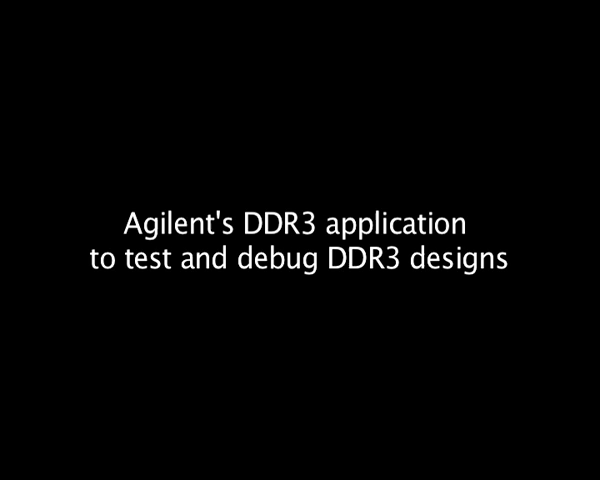 Agilent's DDR3 application
to test and debug DDR3 designs